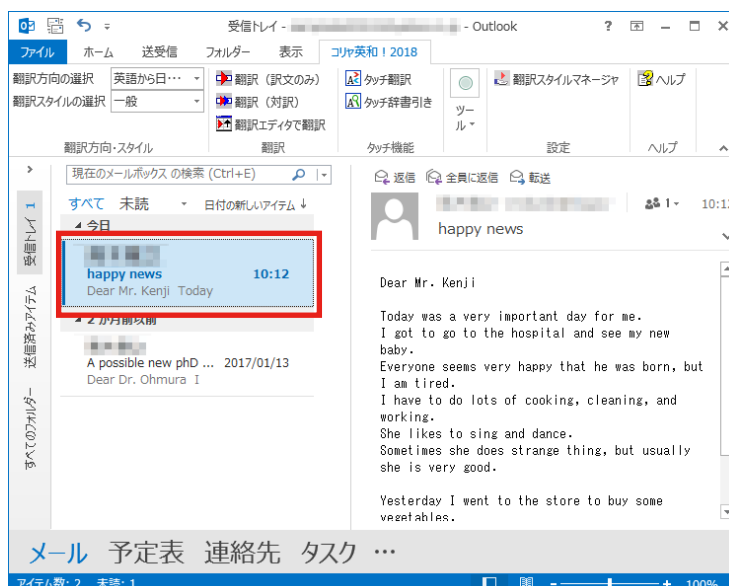 受信トレイ - - Outlook
ファイル ホーム 送受信 フォルダー 表示 コリャ英和！2018
翻訳方向の選択 英語から日… 翻訳（訳文のみ） タッチ翻訳 翻訳スタイルマネージャ ヘルプ
翻訳スタイルの選択 一般 翻訳（対訳） タッチ辞書引き ツー
ル
翻訳エディタで翻訳
翻訳方向・スタイル 翻訳 タッチ機能 設定 ヘルプ
現在のメールボックス の検索 (Ctrl+E)
すべて 未読 日付の新しいアイテム ↓
今日
happy news 10:12
Dear Mr. Kenji Today
2 か月前以前
A possible new phD ... 2017/01/13
Dear Dr. Ohmura I
受信トレイ 1
送信済みアイテム
すべてのフォルダー
返信 全員に返信 転送
1 10:12
happy news
Dear Mr. Kenji
Today was a very important day for me.
I got to go to the hospital and see my new
baby.
Everyone seems very happy that he was born, but
I am tired.
I have to do lots of cooking, cleaning, and
working.
She likes to sing and dance.
Sometimes she does strange thing, but usually
she is very good.
Yesterday I went to the store to buy some
vegetables.
メール 予定表 連絡先 タスク …
アイテム数: 2 未読: 1 100%